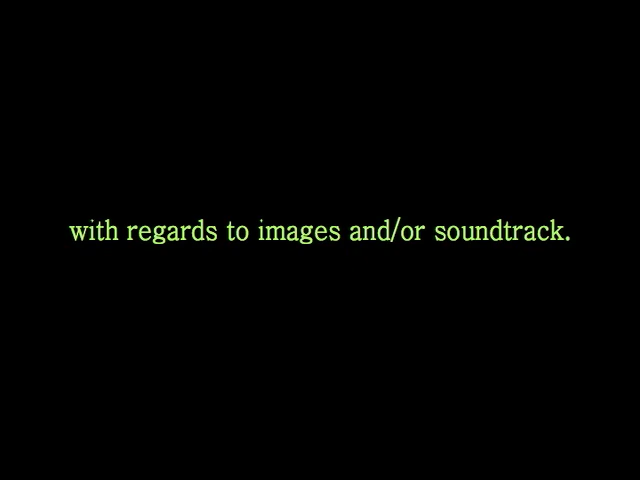 with regards to images and/or soundtrack.